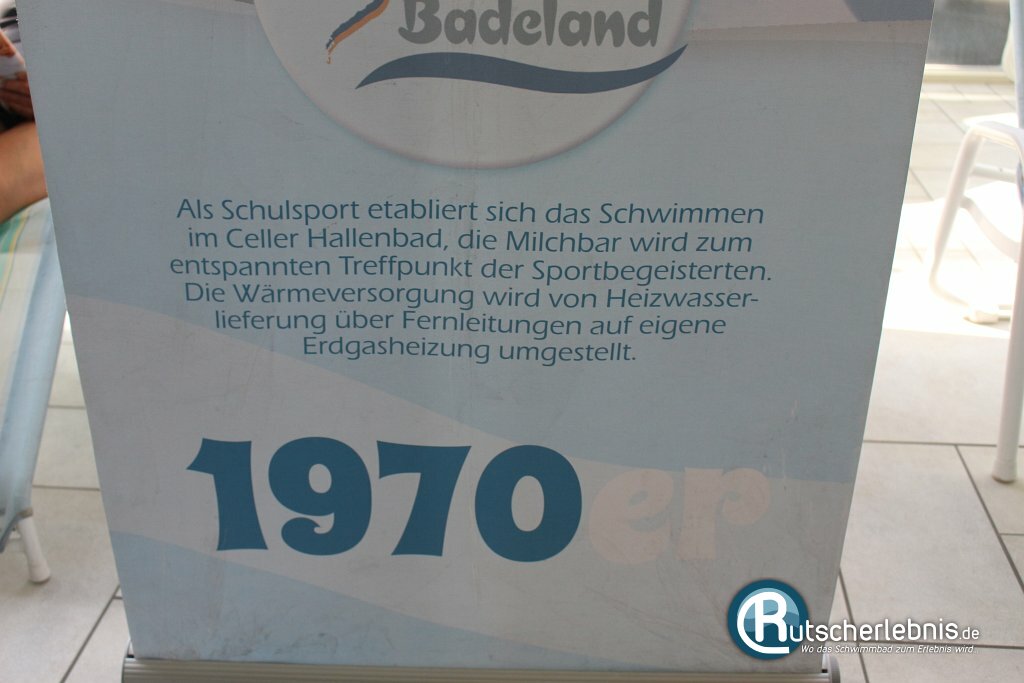 Badeland
Als Schulsport etabliert sich das Schwimmen
im Celler Hallenbad, die Milchbar wird zum
entspannten Treffpunkt der Sportbegeisterten.
Die Wärmeversorgung wird von Heizwasser-
lieferung über Fernleitungen auf eigene
Erdgasheizung umgestellt.
1970er
Rutscherlebnis.de
Wo das Schwimmbad zum Erlebnis wird...